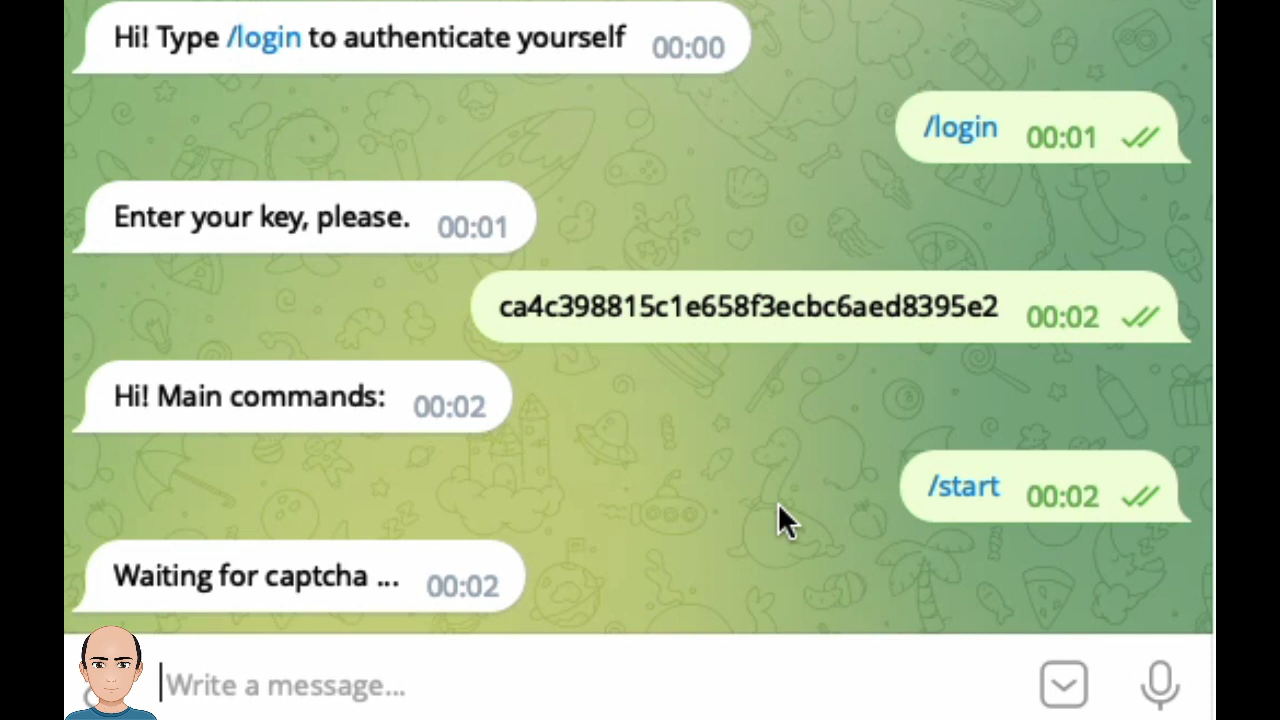 Hi! Type /login to authenticate yourself 00:00
/login 00:01
Enter your key, please. 00:01
ca4c398815c1e658f3ecbc6aed8395e2 00:02
Hi! Main commands: 00:02
/start 00:02
Waiting for captcha ... 00:02
Write a message...